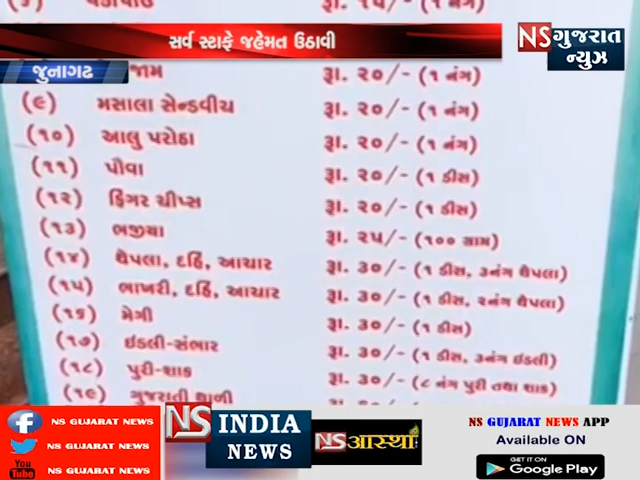 રૂા. ૧૫/- (૧ નંગ)
સર્વ સ્ટાફે જહેમત ઉઠાવી
NS ગુજરાત ન્યુઝ
જુનાગઢ
જામ રૂા. ૨૦/- (૧ નંગ)
(૯) મસાલા સેન્ડવીચ રૂા. ૨૦/- (૧ નંગ)
(૧૦) આલુ પરોઠા રૂા. ૨૦/- (૧ નંગ)
(૧૧) પૌવા રૂા. ૨૦/- (૧ ડીસ)
(૧૨) ફિંગર ચીપ્સ રૂા. ૨૦/- (૧ ડીસ)
(૧૩) ભજીયા રૂા. ૨૫/- (૧૦૦ ગ્રામ)
(૧૪) થેપલા, દહિં, આચાર રૂા. ૩૦/- (૧ ડીસ, ૩નંગ થેપલા)
(૧૫) ભાખરી, દહિં, આચાર રૂા. ૩૦/- (૧ ડીસ, ૨નંગ થેપલા)
(૧૬) મેગી રૂા. ૩૦/- (૧ ડીસ)
(૧૭) ઇડલી-સંભાર રૂા. ૩૦/- (૧ ડીસ, ૩નંગ ઇડલી)
(૧૮) પુરી-શાક રૂા. ૩૦/- (૮ નંગ પુરી તથા શાક)
(૧૯) ગુજરાતી થાળી
NS GUJARAT NEWS
NS GUJARAT NEWS
You Tube NS GUJARAT NEWS
NS INDIA NEWS
NS आस्था
NS GUJARAT NEWS APP
Available ON
GET IT ON
Google Play